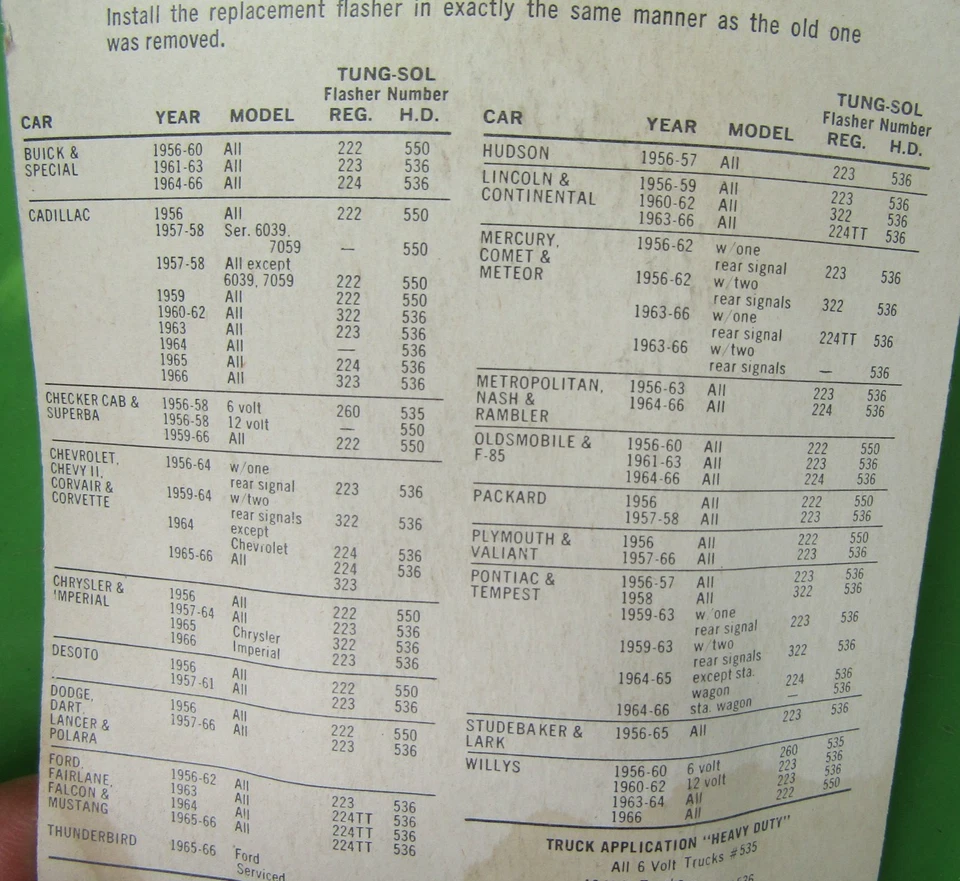 Install the replacement flasher in exactly the same manner as the old one
was removed.
TUNG-SOL
Flasher Number
CAR YEAR MODEL REG. H.D.
BUICK & 1956-60 All 222 550
SPECIAL 1961-63 All 223 536
1964-66 All 224 536
CADILLAC 1956 All 222 550
1957-58 Ser. 6039,
7059 — 550
1957-58 All except
6039, 7059 222 550
1959 All 222 550
1960-62 All 322 536
1963 All 223 536
1964 All — 536
1965 All 224 536
1966 All 323 536
CHECKER CAB & 1956-58 6 volt 260 535
SUPERBA 1956-58 12 volt — 550
1959-66 All 222 550
CHEVROLET, 1956-64 w/one
CHEVY II, rear signal 223 536
CORVAIR & 1959-64 w/two
CORVETTE rear signals 322 536
1964 except
Chevrolet 224 536
1965-66 All 224 536
323
CHRYSLER & 1956 All 222 550
IMPERIAL 1957-64 All 223 536
1965 Chrysler 322 536
1966 Imperial 223 536
DESOTO 1956 All 222 550
1957-61 All 223 536
DODGE, 1956 All 222 550
DART, 1957-66 All 223 536
LANCER &
POLARA
FORD, 1956-62 All 223 536
FAIRLANE, 1963 All 224TT 536
FALCON & 1964 All 224TT 536
MUSTANG 1965-66 All 224TT 536
THUNDERBIRD 1965-66 Ford
Serviced
TUNG-SOL
Flasher Number
CAR YEAR MODEL REG. H.D.
HUDSON 1956-57 All 223 536
LINCOLN & 1956-59 All 223 536
CONTINENTAL 1960-62 All 322 536
1963-66 All 224TT 536
MERCURY, 1956-62 w/one
COMET & rear signal 223 536
METEOR 1956-62 w/two
rear signals 322 536
1963-66 w/one
rear signal 224TT 536
1963-66 w/two
rear signals — 536
METROPOLITAN, 1956-63 All 223 536
NASH & 1964-66 All 224 536
RAMBLER
OLDSMOBILE & 1956-60 All 222 550
F-85 1961-63 All 223 536
1964-66 All 224 536
PACKARD 1956 All 222 550
1957-58 All 223 536
PLYMOUTH & 1956 All 222 550
VALIANT 1957-66 All 223 536
PONTIAC & 1956-57 All 223 536
TEMPEST 1958 All 322 536
1959-63 w/one
rear signal 223 536
1959-63 w/two
rear signals 322 536
1964-65 except sta.
wagon 224 536
1964-66 sta. wagon — 536
STUDEBAKER & 1956-65 All 223 536
LARK
WILLYS 1956-60 6 volt 260 535
1960-62 12 volt 223 536
1963-64 All 223 536
1966 All 222 550
TRUCK APPLICATION "HEAVY DUTY"
All 6 Volt Trucks #535